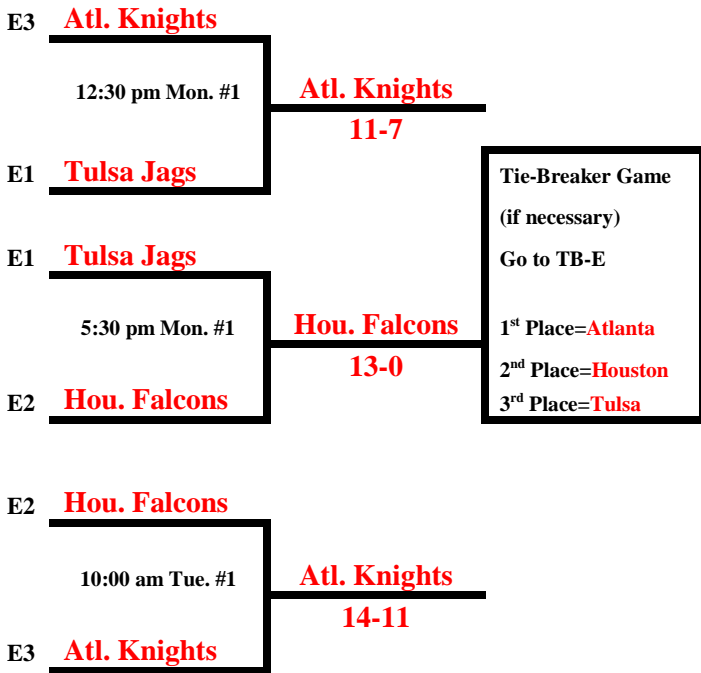 E3 Atl. Knights
12:30 pm Mon. #1
Atl. Knights
11-7
E1 Tulsa Jags
E1 Tulsa Jags
5:30 pm Mon. #1
Hou. Falcons
13-0
E2 Hou. Falcons
Tie-Breaker Game
(if necessary)
Go to TB-E
1st Place=Atlanta
2nd Place=Houston
3rd Place=Tulsa
E2 Hou. Falcons
10:00 am Tue. #1
Atl. Knights
14-11
E3 Atl. Knights